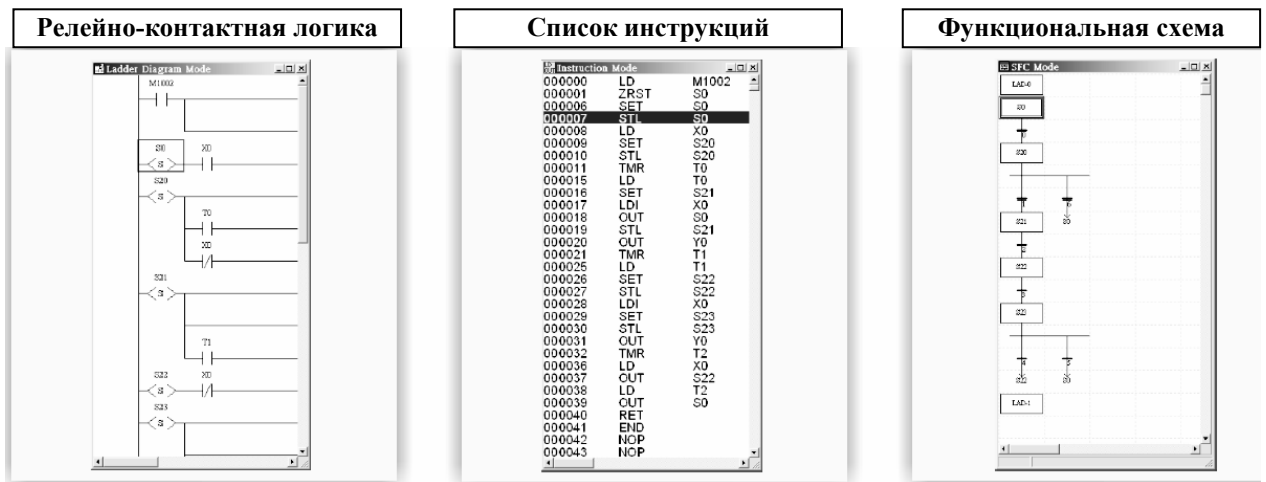 Релейно-контактная логика
Список инструкций
Функциональная схема
Ladder Diagram Mode
M1002
S0 X0
S
S20
S
T0
X0
S21
S
T1
S22 X0
S
S23
S
Instruction Mode
000000 LD M1002
000001 ZRST S0
000006 SET S0
000007 STL S0
000008 LD X0
000009 SET S20
000010 STL S20
000011 TMR T0
000015 LD T0
000016 SET S21
000017 LDI X0
000018 OUT S0
000019 STL S21
000020 OUT Y0
000021 TMR T1
000025 LD T1
000026 SET S22
000027 STL S22
000028 LDI X0
000029 SET S23
000030 STL S23
000031 OUT Y0
000032 TMR T2
000036 LD X0
000037 OUT S22
000038 LD T2
000039 OUT S0
000040 RET
000041 END
000042 NOP
000043 NOP
SFC Mode
LAD-0
S0
S20
S21 S0
S22
S23
S22 S0
LAD-1